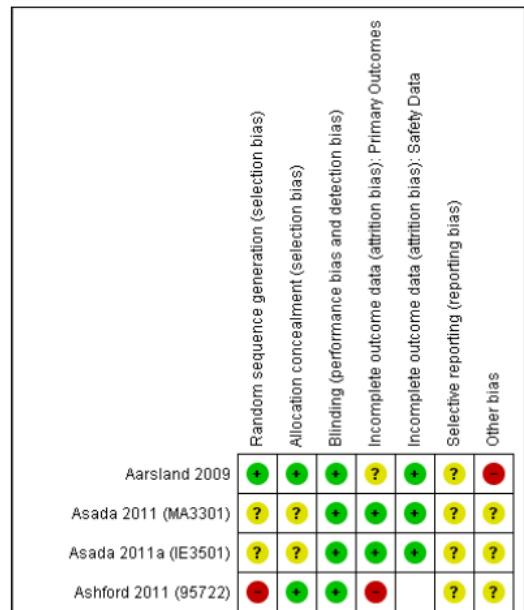 Random sequence generation (selection bias)
Allocation concealment (selection bias)
Blinding (performance bias and detection bias)
Incomplete outcome data (attrition bias): Primary Outcomes
Incomplete outcome data (attrition bias): Safety Data
Selective reporting (reporting bias)
Other bias
Aarsland 2009 + + + ? + ? -
Asada 2011 (MA3301) ? ? + + + ? ?
Asada 2011a (IE3501) ? ? + + + ? ?
Ashford 2011 (95722) - + + - ? ?